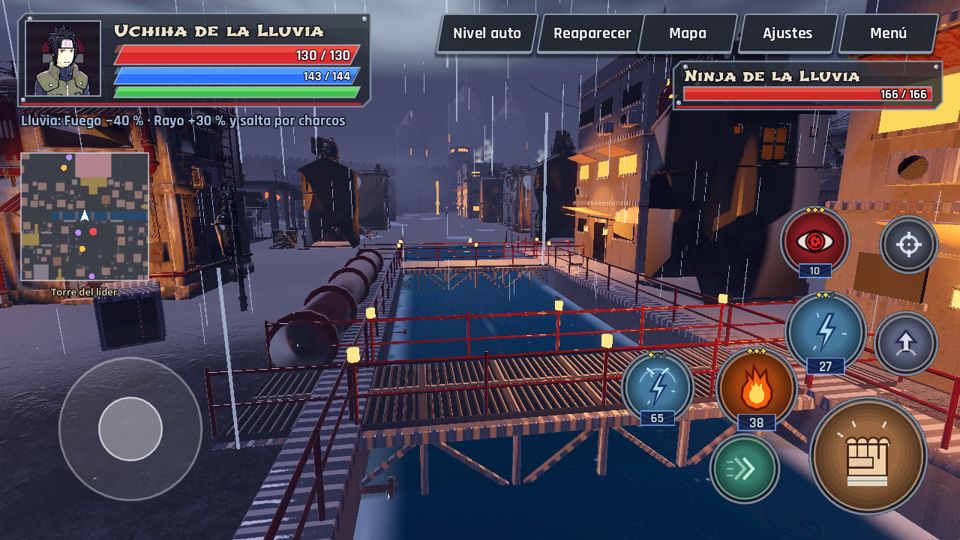 UCHIHA DE LA LLUVIA
130 / 130
143 / 144
Lluvia: Fuego −40 % · Rayo +30 % y salta por charcos
Torre del líder
Nivel auto
Reaparecer
Mapa
Ajustes
Menú
NINJA DE LA LLUVIA
166 / 166
10
27
65
38